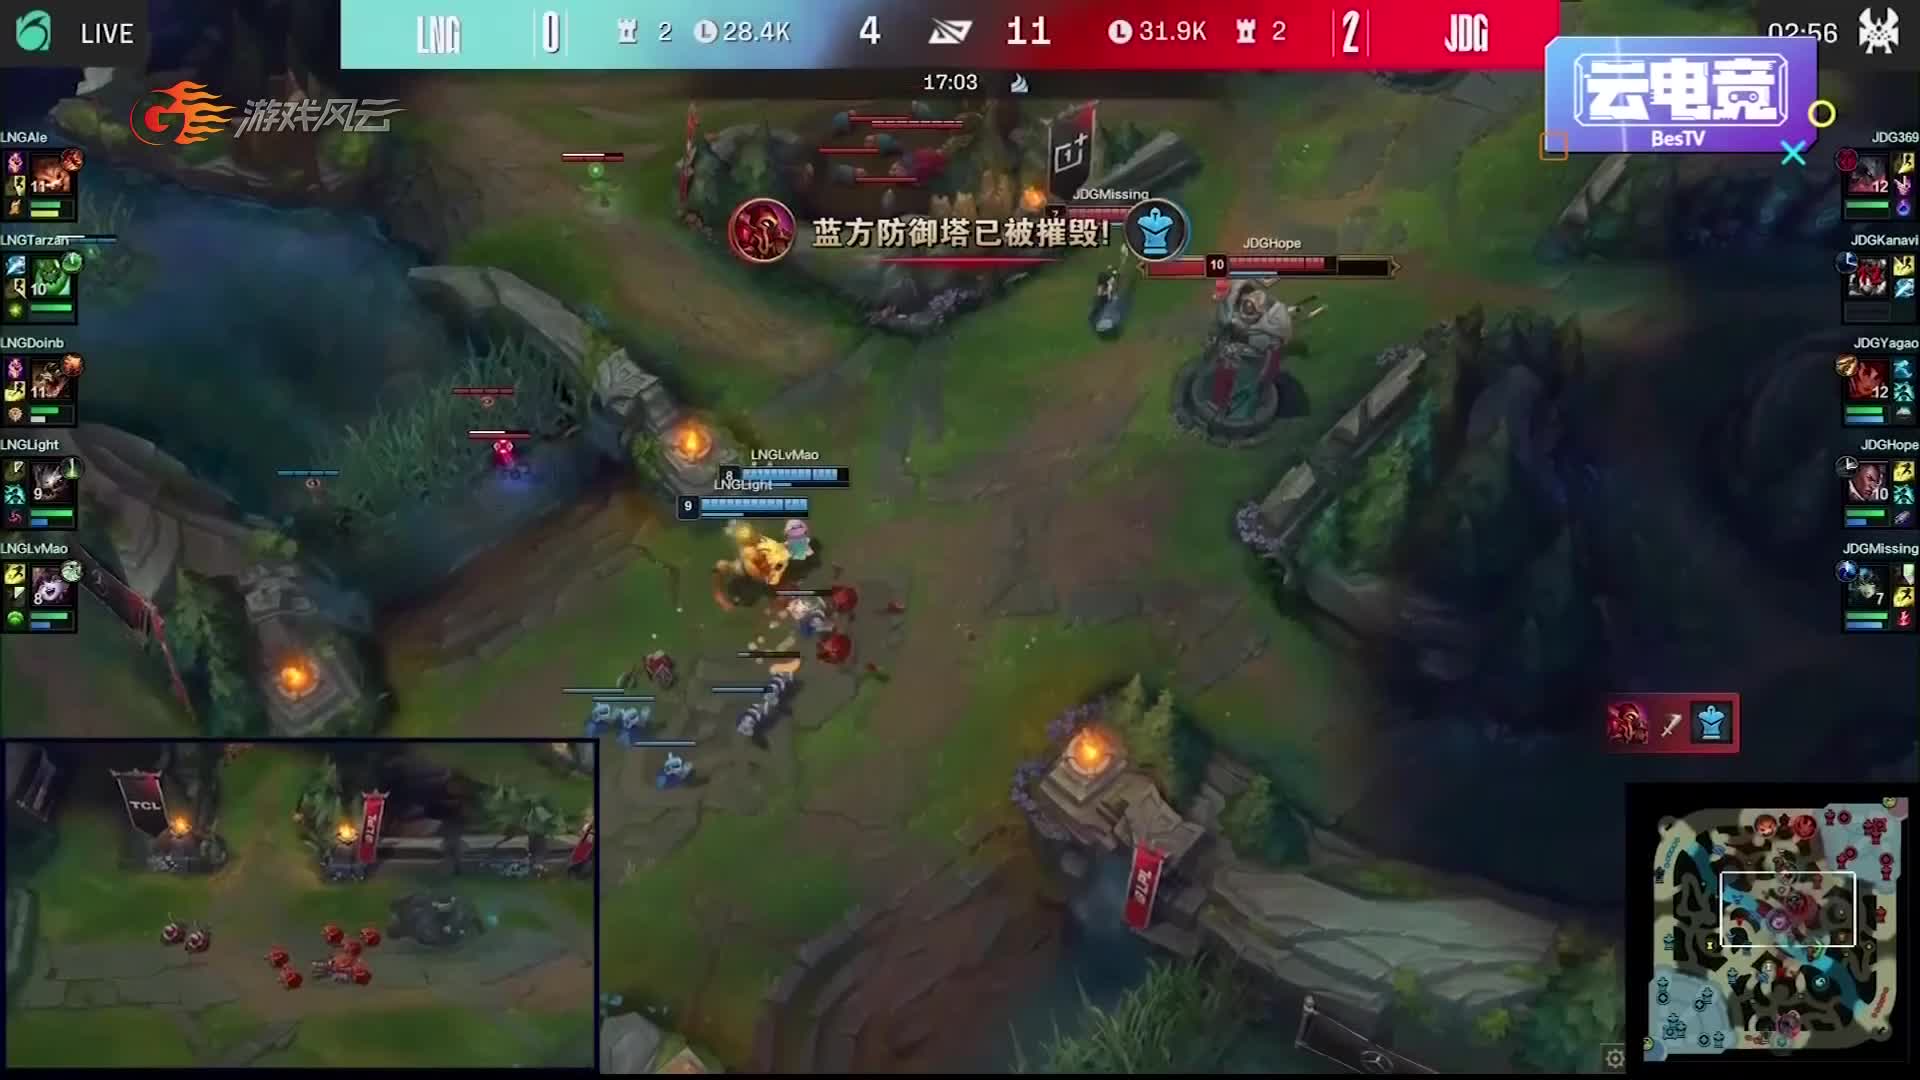 LIVE
LNG 0 2 28.4K 4 11 31.9K 2 2 JDG
02:56
17:03
游戏风云
云电竞
BesTV
蓝方防御塔已被摧毁!
JDGMissing
7
JDGHope
10
LNGLvMao
8
LNGLight
9
LNGAle
11
LNGTarzan
10
LNGDoinb
11
LNGLight
9
LNGLvMao
8
JDG369
12
JDGKanavi
JDGYagao
12
JDGHope
10
JDGMissing
7
TCL